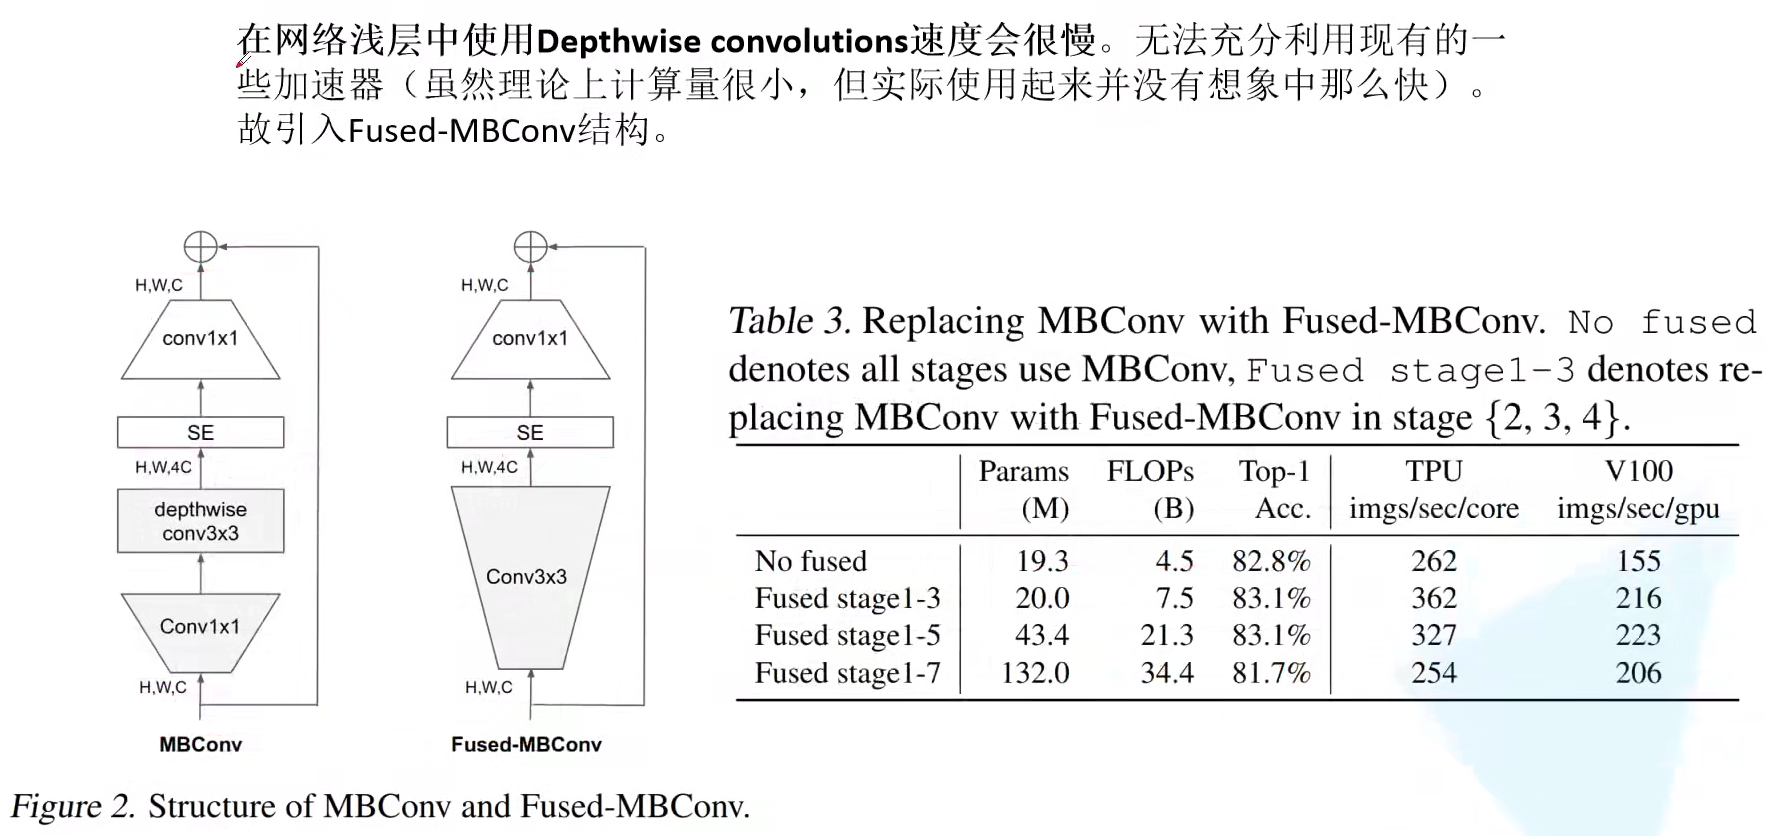 在网络浅层中使用Depthwise convolutions速度会很慢。无法充分利用现有的一
些加速器（虽然理论上计算量很小，但实际使用起来并没有想象中那么快）。
故引入Fused-MBConv结构。
H,W,C
conv1x1
SE
H,W,4C
depthwise
conv3x3
Conv1x1
H,W,C
MBConv
H,W,C
conv1x1
SE
H,W,4C
Conv3x3
H,W,C
Fused-MBConv
Figure 2. Structure of MBConv and Fused-MBConv.
Table 3. Replacing MBConv with Fused-MBConv. No fused
denotes all stages use MBConv, Fused stage1-3 denotes re-
placing MBConv with Fused-MBConv in stage {2, 3, 4}.
Params FLOPs Top-1 TPU V100
(M) (B) Acc. imgs/sec/core imgs/sec/gpu
No fused 19.3 4.5 82.8% 262 155
Fused stage1-3 20.0 7.5 83.1% 362 216
Fused stage1-5 43.4 21.3 83.1% 327 223
Fused stage1-7 132.0 34.4 81.7% 254 206